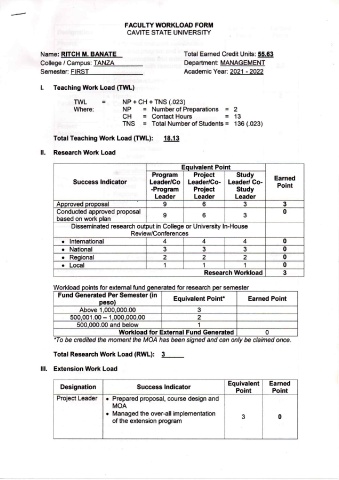 FACULTY WORKLOAD FORM
CAVITE STATE UNIVERSITY
Name: RITCH M. BANATE Total Earned Credit Units: 55.63
College / Campus: TANZA Department: MANAGEMENT
Semester: FIRST Academic Year: 2021 - 2022
I. Teaching Work Load (TWL)
TWL = NP + CH + TNS (.023)
Where: NP = Number of Preparations = 2
CH = Contact Hours = 13
TNS = Total Number of Students = 136 (.023)
Total Teaching Work Load (TWL): 18.13
II. Research Work Load
Success Indicator Equivalent Point Earned Point
Program Leader/Co-Program Leader Project Leader/Co-Project Leader Study Leader/ Co-Study Leader
Approved proposal 9 6 3 3
Conducted approved proposal based on work plan 9 6 3 0
Disseminated research output in College or University In-House
Review/Conferences
• International 4 4 4 0
• National 3 3 3 0
• Regional 2 2 2 0
• Local 1 1 1 0
Research Workload 3
Workload points for external fund generated for research per semester
Fund Generated Per Semester (in peso) Equivalent Point* Earned Point
Above 1,000,000.00 3
500,001.00 – 1,000,000.00 2
500,000.00 and below 1
Workload for External Fund Generated 0
*To be credited the moment the MOA has been signed and can only be claimed once.
Total Research Work Load (RWL): 3
III. Extension Work Load
Designation Success Indicator Equivalent Point Earned Point
Project Leader • Prepared proposal, course design and
MOA
• Managed the over-all implementation
of the extension program 3 0